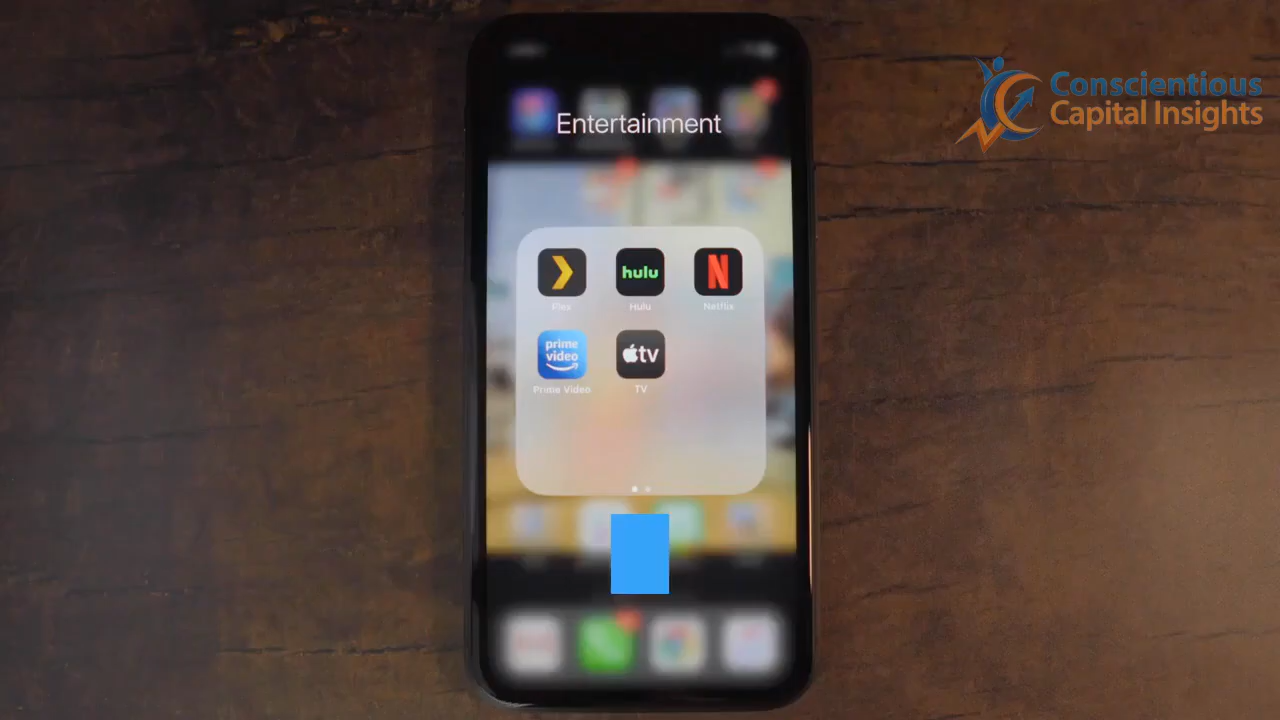 Conscientious
Capital Insights
Entertainment
Plex
hulu
Hulu
N
Netflix
prime
video
Prime Video
tv
TV